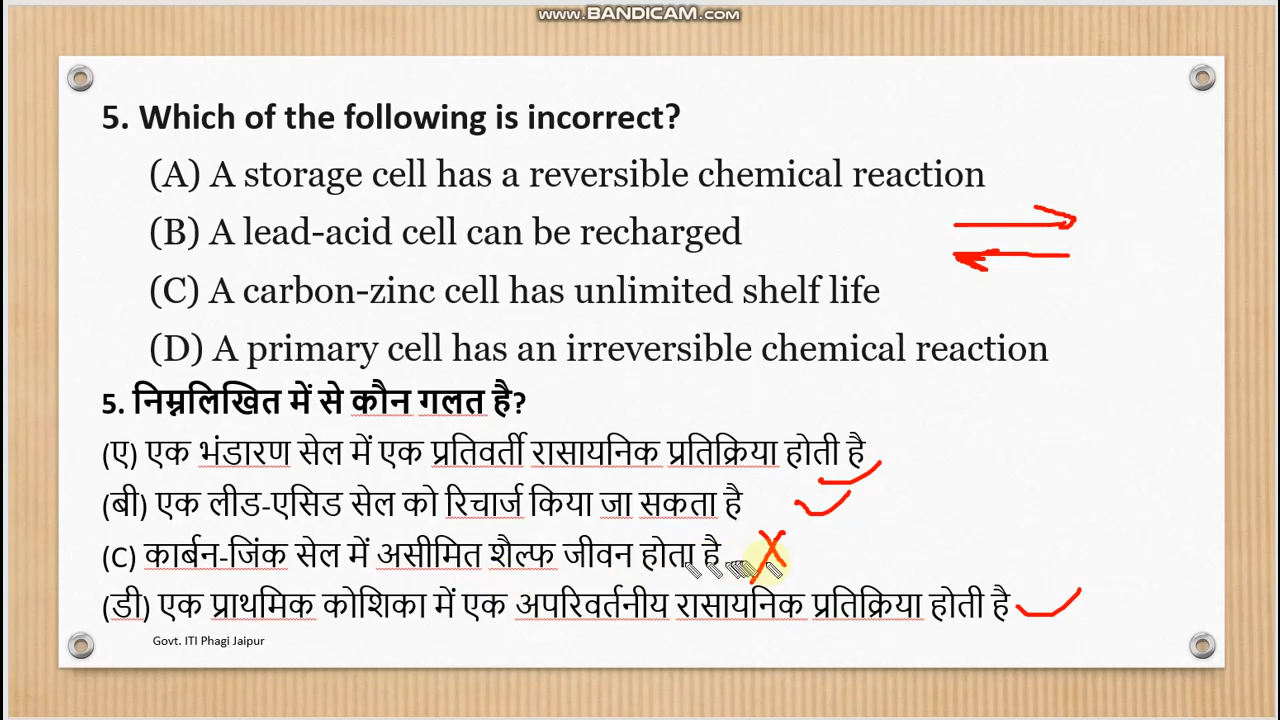 www.BANDICAM.com
5. Which of the following is incorrect?
(A) A storage cell has a reversible chemical reaction
(B) A lead-acid cell can be recharged
(C) A carbon-zinc cell has unlimited shelf life
(D) A primary cell has an irreversible chemical reaction
5. निम्नलिखित में से कौन गलत है?
(ए) एक भंडारण सेल में एक प्रतिवर्ती रासायनिक प्रतिक्रिया होती है
(बी) एक लीड-एसिड सेल को रिचार्ज किया जा सकता है
(C) कार्बन-जिंक सेल में असीमित शैल्फ जीवन होता है
(डी) एक प्राथमिक कोशिका में एक अपरिवर्तनीय रासायनिक प्रतिक्रिया होती है
Govt. ITI Phagi Jaipur